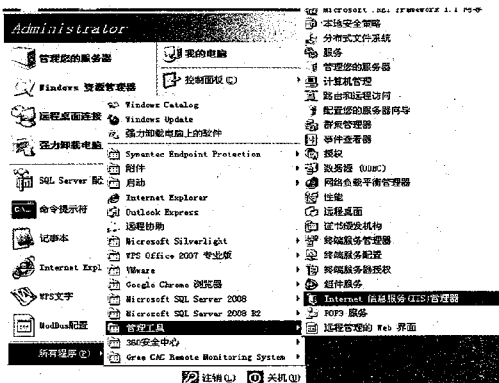 Administrator
管理您的服务器
Windows 资源管理器
远程桌面连接
强力卸载电脑
SQL Server 配
命令提示符
记事本
Internet Expl
WPS文字
ModBus配置
所有程序(P)
我的电脑
控制面板(C)
Windows Catalog
Windows Update
强力卸载电脑上的软件
Symantec Endpoint Protection
附件
启动
Internet Explorer
Outlook Express
远程协助
Microsoft Silverlight
WPS Office 2007 专业版
VMware
Google Chrome 浏览器
Microsoft SQL Server 2008
Microsoft SQL Server 2008 R2
管理工具
360安全中心
Gree CAC Remote Monitoring System
注销(L)
关机(U)
Microsoft .NET Framework 1.1 向导
本地安全策略
分布式文件系统
服务
管理您的服务器
计算机管理
路由和远程访问
配置您的服务器向导
群集管理器
事件查看器
授权
数据源 (ODBC)
网络负载平衡管理器
性能
远程桌面
证书颁发机构
终端服务管理器
终端服务配置
终端服务器授权
组件服务
Internet 信息服务(IIS)管理器
POP3 服务
远程管理的 Web 界面